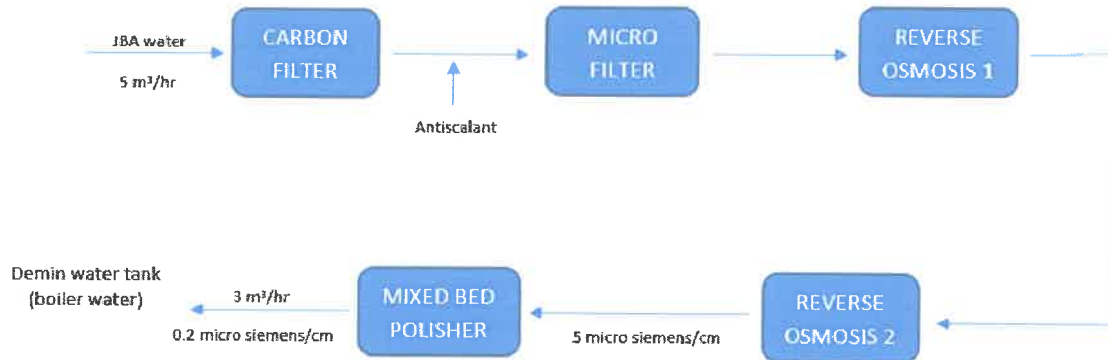 JBA water
5 m³/hr
CARBON
FILTER
Antiscalant
MICRO
FILTER
REVERSE
OSMOSIS 1
REVERSE
OSMOSIS 2
5 micro siemens/cm
MIXED BED
POLISHER
3 m³/hr
0.2 micro siemens/cm
Demin water tank
(boiler water)